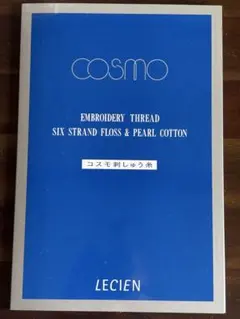 COSMO
EMBROIDERY THREAD
SIX STRAND FLOSS & PEARL COTTON
コスモ刺しゅう糸
LECIEN